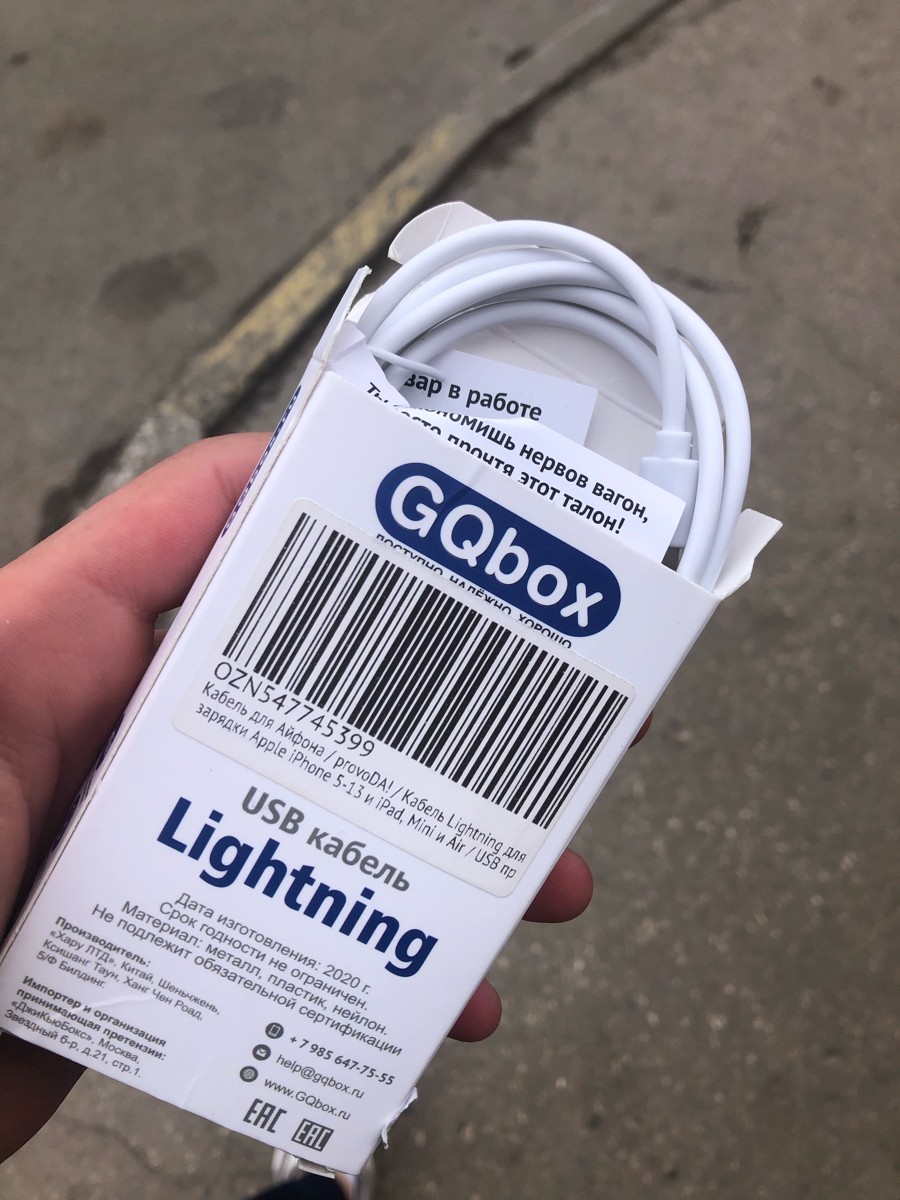 вар в работе
номишь нервов вагон,
прочтя этот талон!
GQbox
ДОСТУПНО. НАДЁЖНО. ХОРОШО
OZN547745399
Кабель для Айфона / provoDA! / Кабель Lightning для
зарядки Apple iPhone 5-13 и iPad, Mini и Air / USB пр
USB кабель
Lightning
Дата изготовления: 2020 г.
Срок годности не ограничен.
Материал: металл, пластик, нейлон.
Не подлежит обязательной сертификации
Производитель:
«Хару ЛТД», Китай, Шеньчжень,
Ксишанг Таун, Ханг Чен Роад,
5/Ф Билдинг.
Импортер и организация
принимающая претензии:
«ДжиКьюБокс», Москва,
Звездный б-р, д.21, стр.1.
+ 7 985 647-75-55
help@gqbox.ru
www.GQbox.ru
EAC EAC